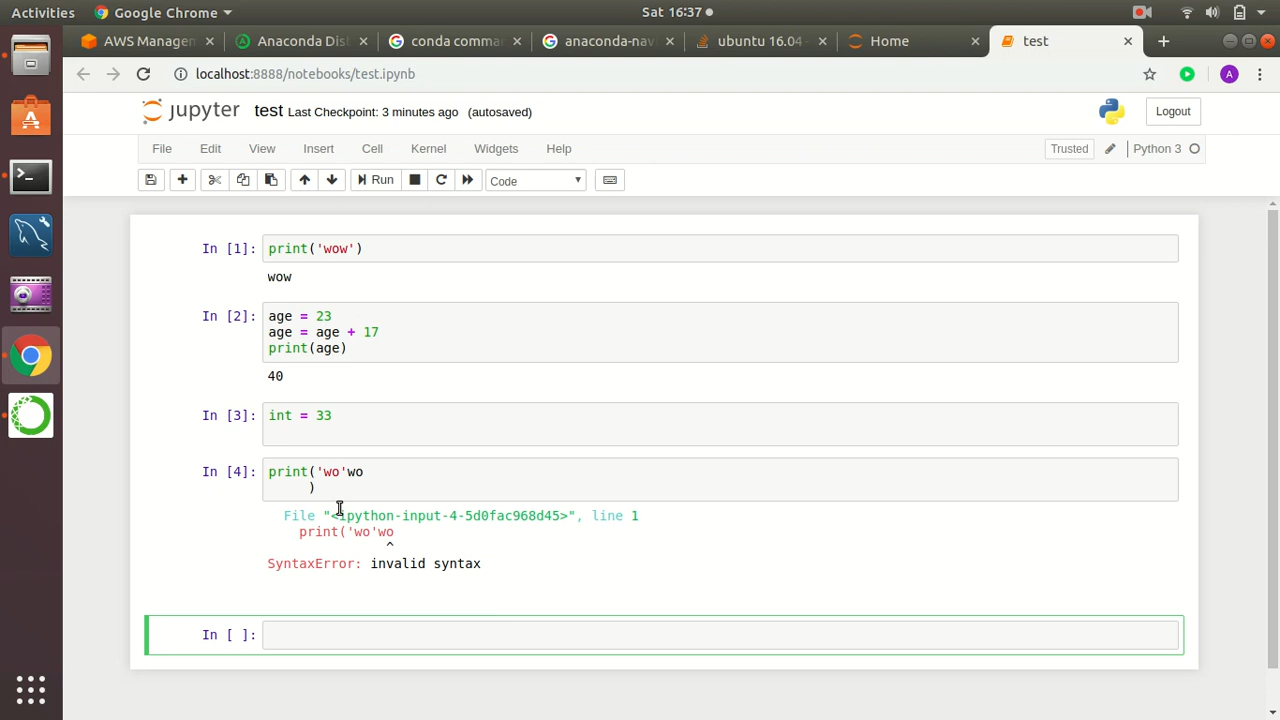 Activities Google Chrome Sat 16:37
AWS Managem Anaconda Dist condacomma anaconda-nav ubuntu 16.04- Home test
localhost:8888/notebooks/test.ipynb A
jupyter test Last Checkpoint: 3 minutes ago (autosaved) Logout
File Edit View Insert Cell Kernel Widgets Help Trusted Python 3
Run Code
In [1]: print('wow')
wow
In [2]: age = 23
age = age + 17
print(age)
40
In [3]: int = 33
In [4]: print('wo'wo
)
File "<ipython-input-4-5d0fac968d45>", line 1
print('wo'wo
^
SyntaxError: invalid syntax
In [ ]: